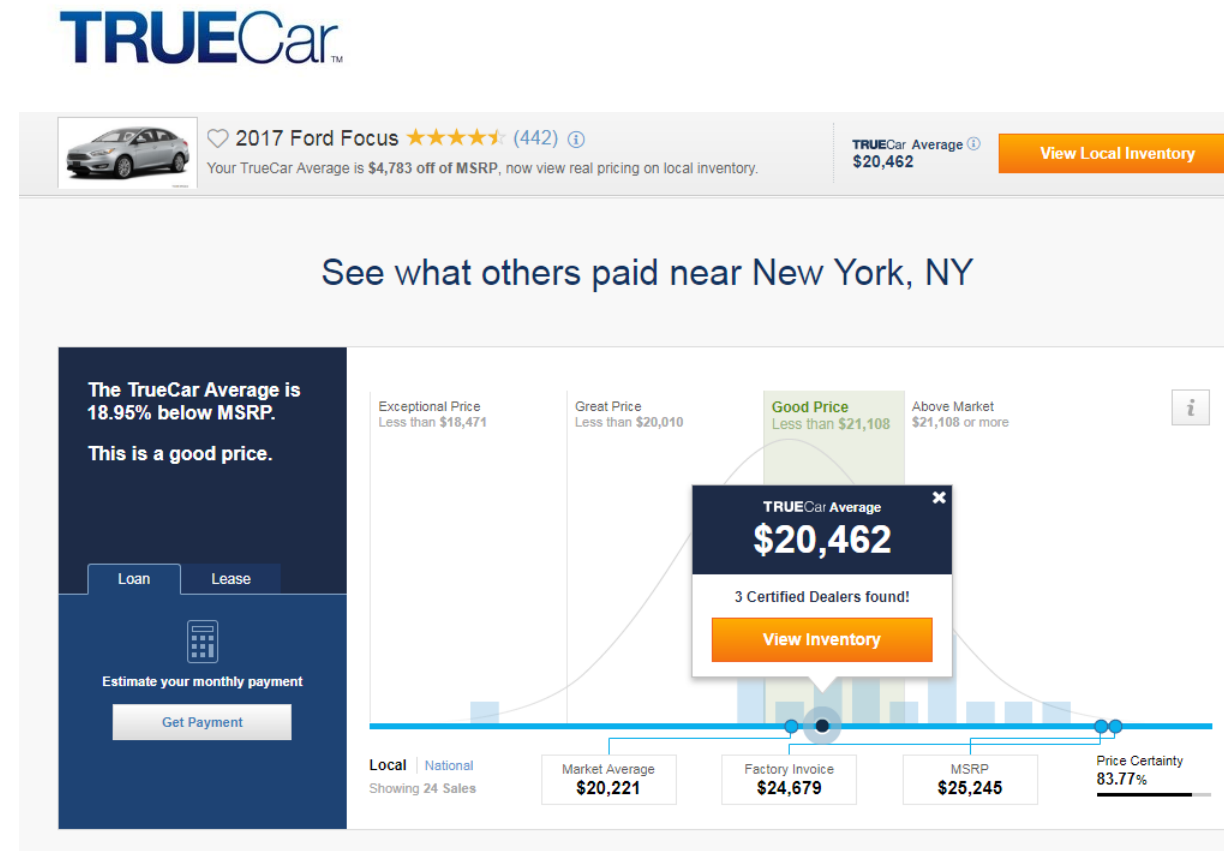 TRUECar™
2017 Ford Focus (442)
Your TrueCar Average is $4,783 off of MSRP, now view real pricing on local inventory.
TRUECar Average
$20,462
View Local Inventory
See what others paid near New York, NY
The TrueCar Average is
18.95% below MSRP.
This is a good price.
Loan
Lease
Estimate your monthly payment
Get Payment
Exceptional Price
Less than $18,471
Great Price
Less than $20,010
Good Price
Less than $21,108
Above Market
$21,108 or more
TRUECar Average
$20,462
3 Certified Dealers found!
View Inventory
Local | National
Showing 24 Sales
Market Average
$20,221
Factory Invoice
$24,679
MSRP
$25,245
Price Certainty
83.77%